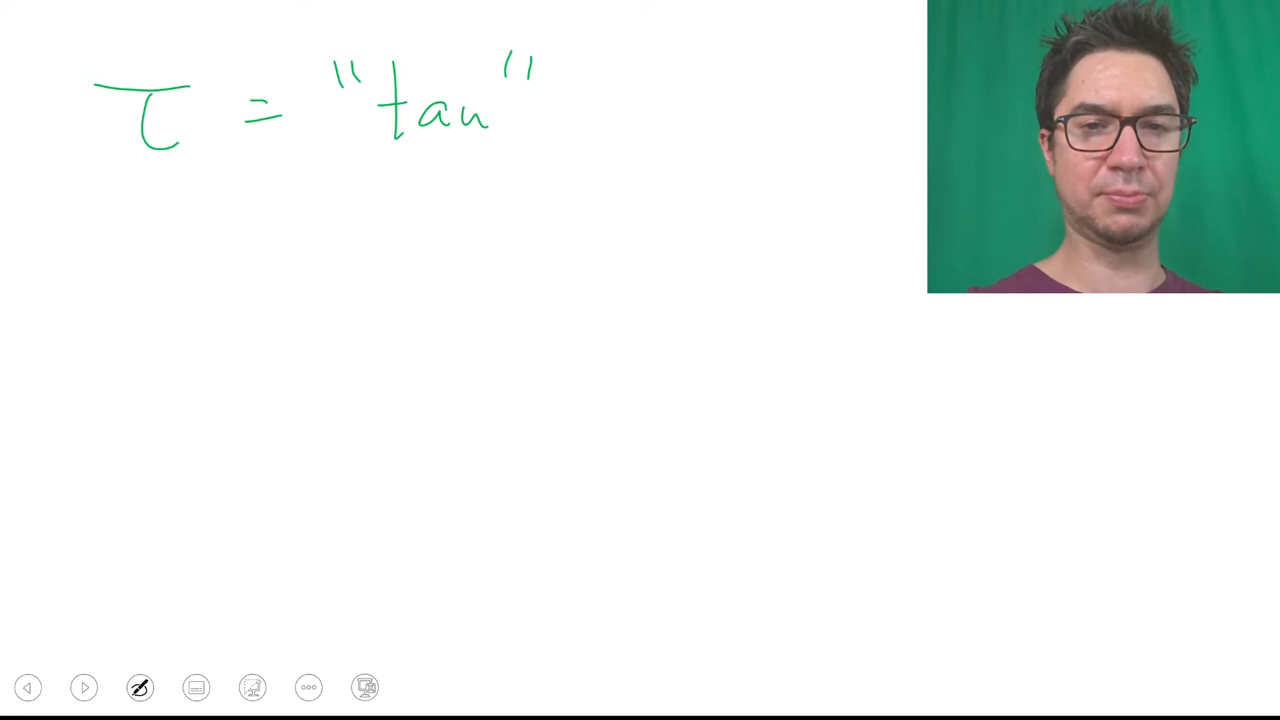 τ = "tau"